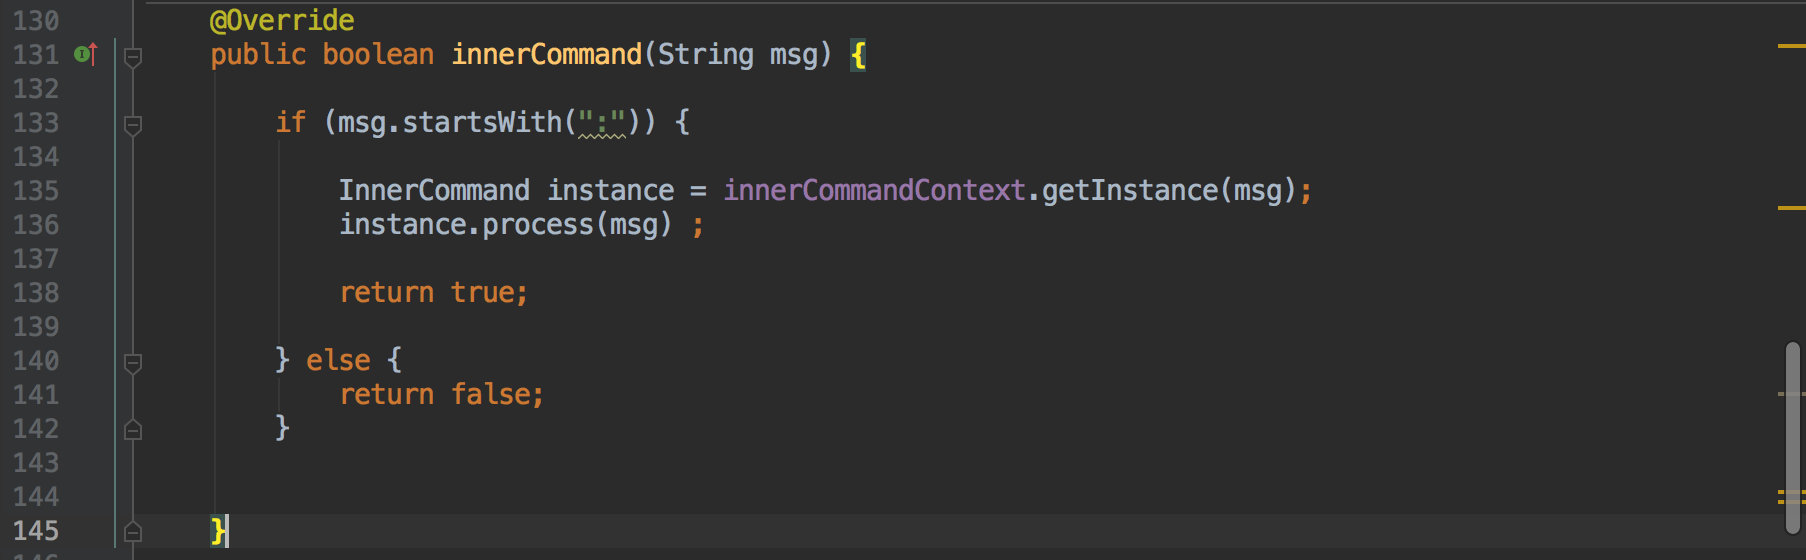 130 @Override
131 public boolean innerCommand(String msg) {
132
133 if (msg.startsWith(":")) {
134
135 InnerCommand instance = innerCommandContext.getInstance(msg);
136 instance.process(msg) ;
137
138 return true;
139
140 } else {
141 return false;
142 }
143
144
145 }